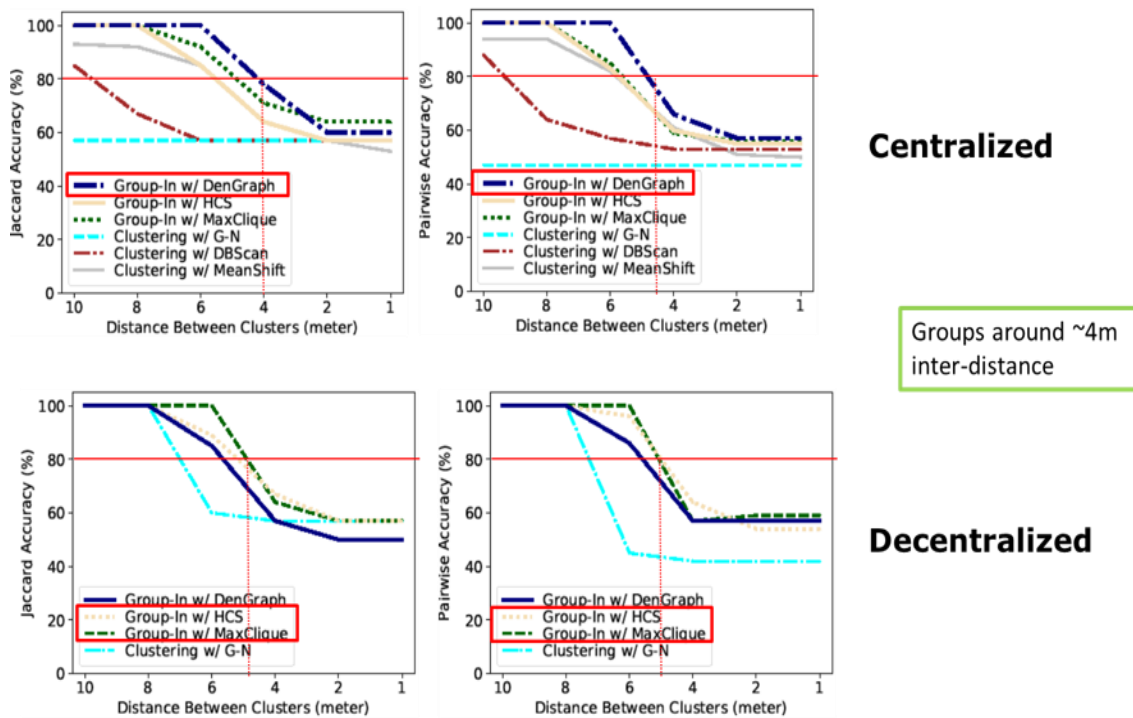 100
80
60
40
20
0
Jaccard Accuracy (%)
Group-In w/ DenGraph
Group-In w/ HCS
Group-In w/ MaxClique
Clustering w/ G-N
Clustering w/ DBScan
Clustering w/ MeanShift
10 8 6 4 2 1
Distance Between Clusters (meter)
100
80
60
40
20
0
Pairwise Accuracy (%)
Group-In w/ DenGraph
Group-In w/ HCS
Group-In w/ MaxClique
Clustering w/ G-N
Clustering w/ DBScan
Clustering w/ MeanShift
10 8 6 4 2 1
Distance Between Clusters (meter)
Centralized
Groups around ~4m
inter-distance
100
80
60
40
20
0
Jaccard Accuracy (%)
Group-In w/ DenGraph
Group-In w/ HCS
Group-In w/ MaxClique
Clustering w/ G-N
10 8 6 4 2 1
Distance Between Clusters (meter)
100
80
60
40
20
0
Pairwise Accuracy (%)
Group-In w/ DenGraph
Group-In w/ HCS
Group-In w/ MaxClique
Clustering w/ G-N
10 8 6 4 2 1
Distance Between Clusters (meter)
Decentralized